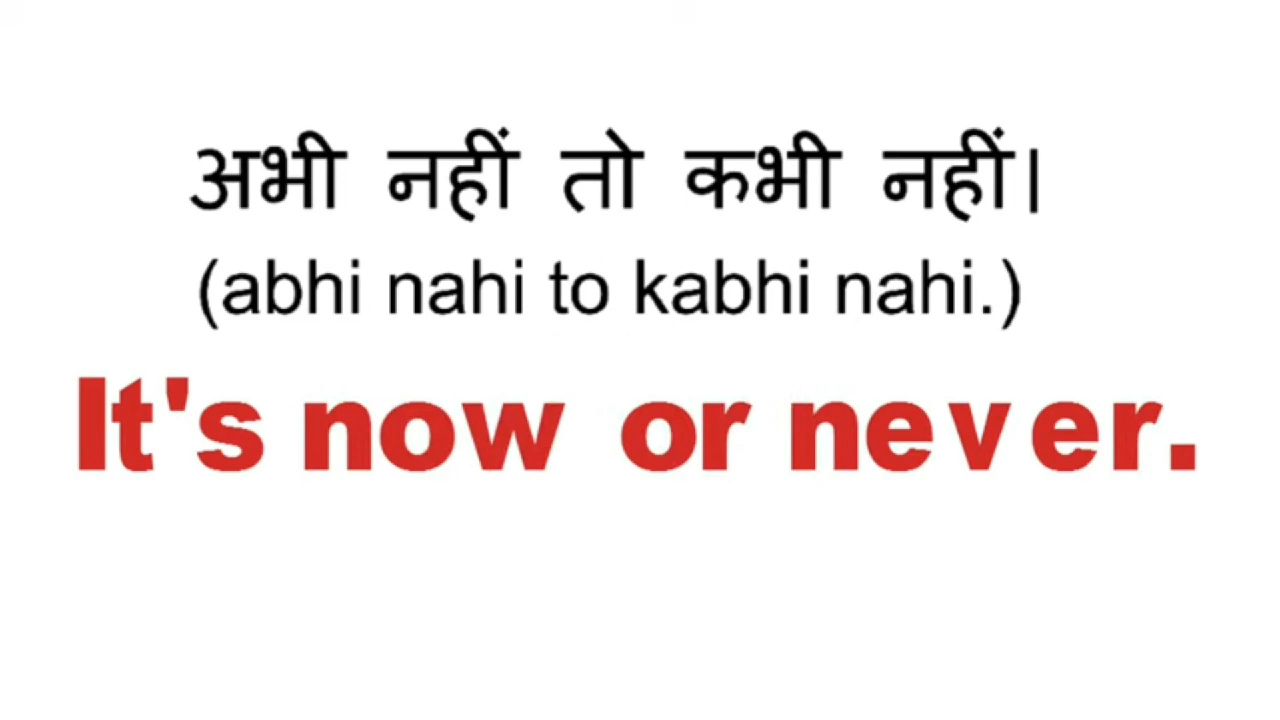 अभी नहीं तो कभी नहीं।
(abhi nahi to kabhi nahi.)
It's now or never.